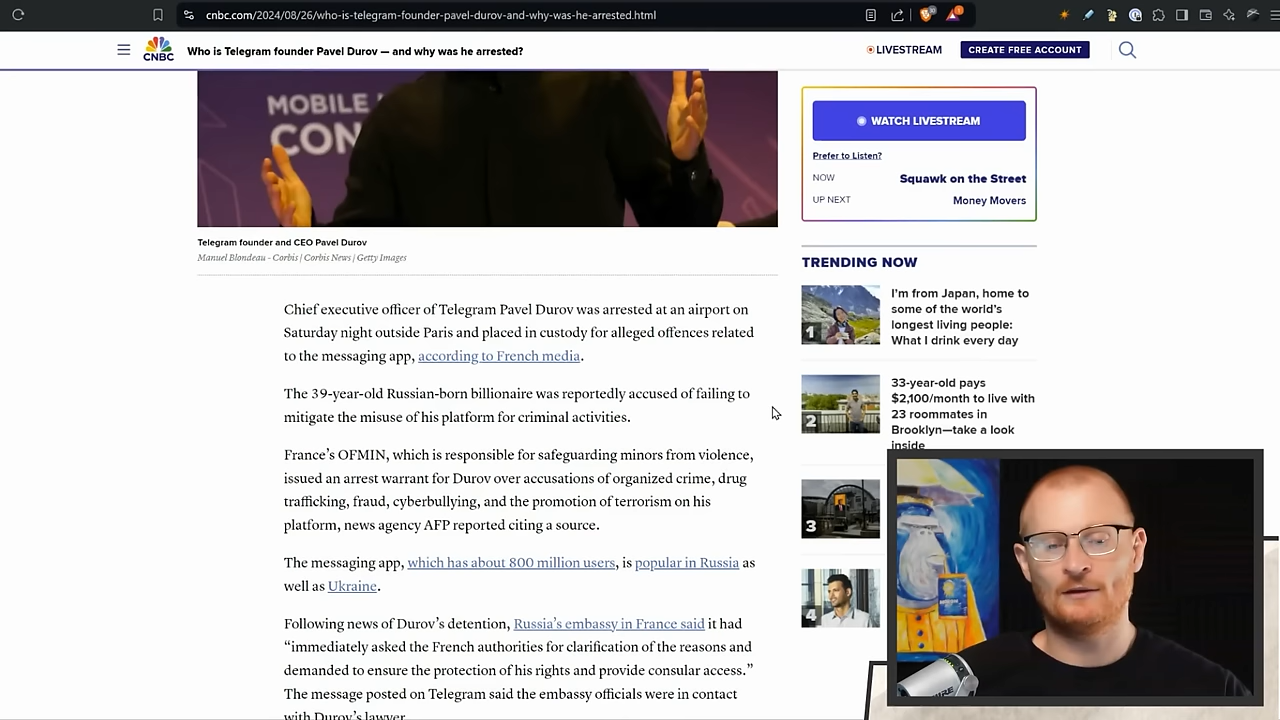 cnbc.com/2024/08/26/who-is-telegram-founder-pavel-durov-and-why-was-he-arrested.html
CNBC
Who is Telegram founder Pavel Durov — and why was he arrested?
LIVESTREAM
CREATE FREE ACCOUNT
MOBILE
CON
Telegram founder and CEO Pavel Durov
Manuel Blondeau - Corbis | Corbis News | Getty Images
Chief executive officer of Telegram Pavel Durov was arrested at an airport on
Saturday night outside Paris and placed in custody for alleged offences related
to the messaging app, according to French media.
The 39-year-old Russian-born billionaire was reportedly accused of failing to
mitigate the misuse of his platform for criminal activities.
France’s OFMIN, which is responsible for safeguarding minors from violence,
issued an arrest warrant for Durov over accusations of organized crime, drug
trafficking, fraud, cyberbullying, and the promotion of terrorism on his
platform, news agency AFP reported citing a source.
The messaging app, which has about 800 million users, is popular in Russia as
well as Ukraine.
Following news of Durov’s detention, Russia’s embassy in France said it had
“immediately asked the French authorities for clarification of the reasons and
demanded to ensure the protection of his rights and provide consular access.”
The message posted on Telegram said the embassy officials were in contact
with Durov’s lawyer.
WATCH LIVESTREAM
Prefer to Listen?
NOW Squawk on the Street
UP NEXT Money Movers
TRENDING NOW
1
I’m from Japan, home to
some of the world’s
longest living people:
What I drink every day
2
33-year-old pays
$2,100/month to live with
23 roommates in
Brooklyn—take a look
inside
3
4